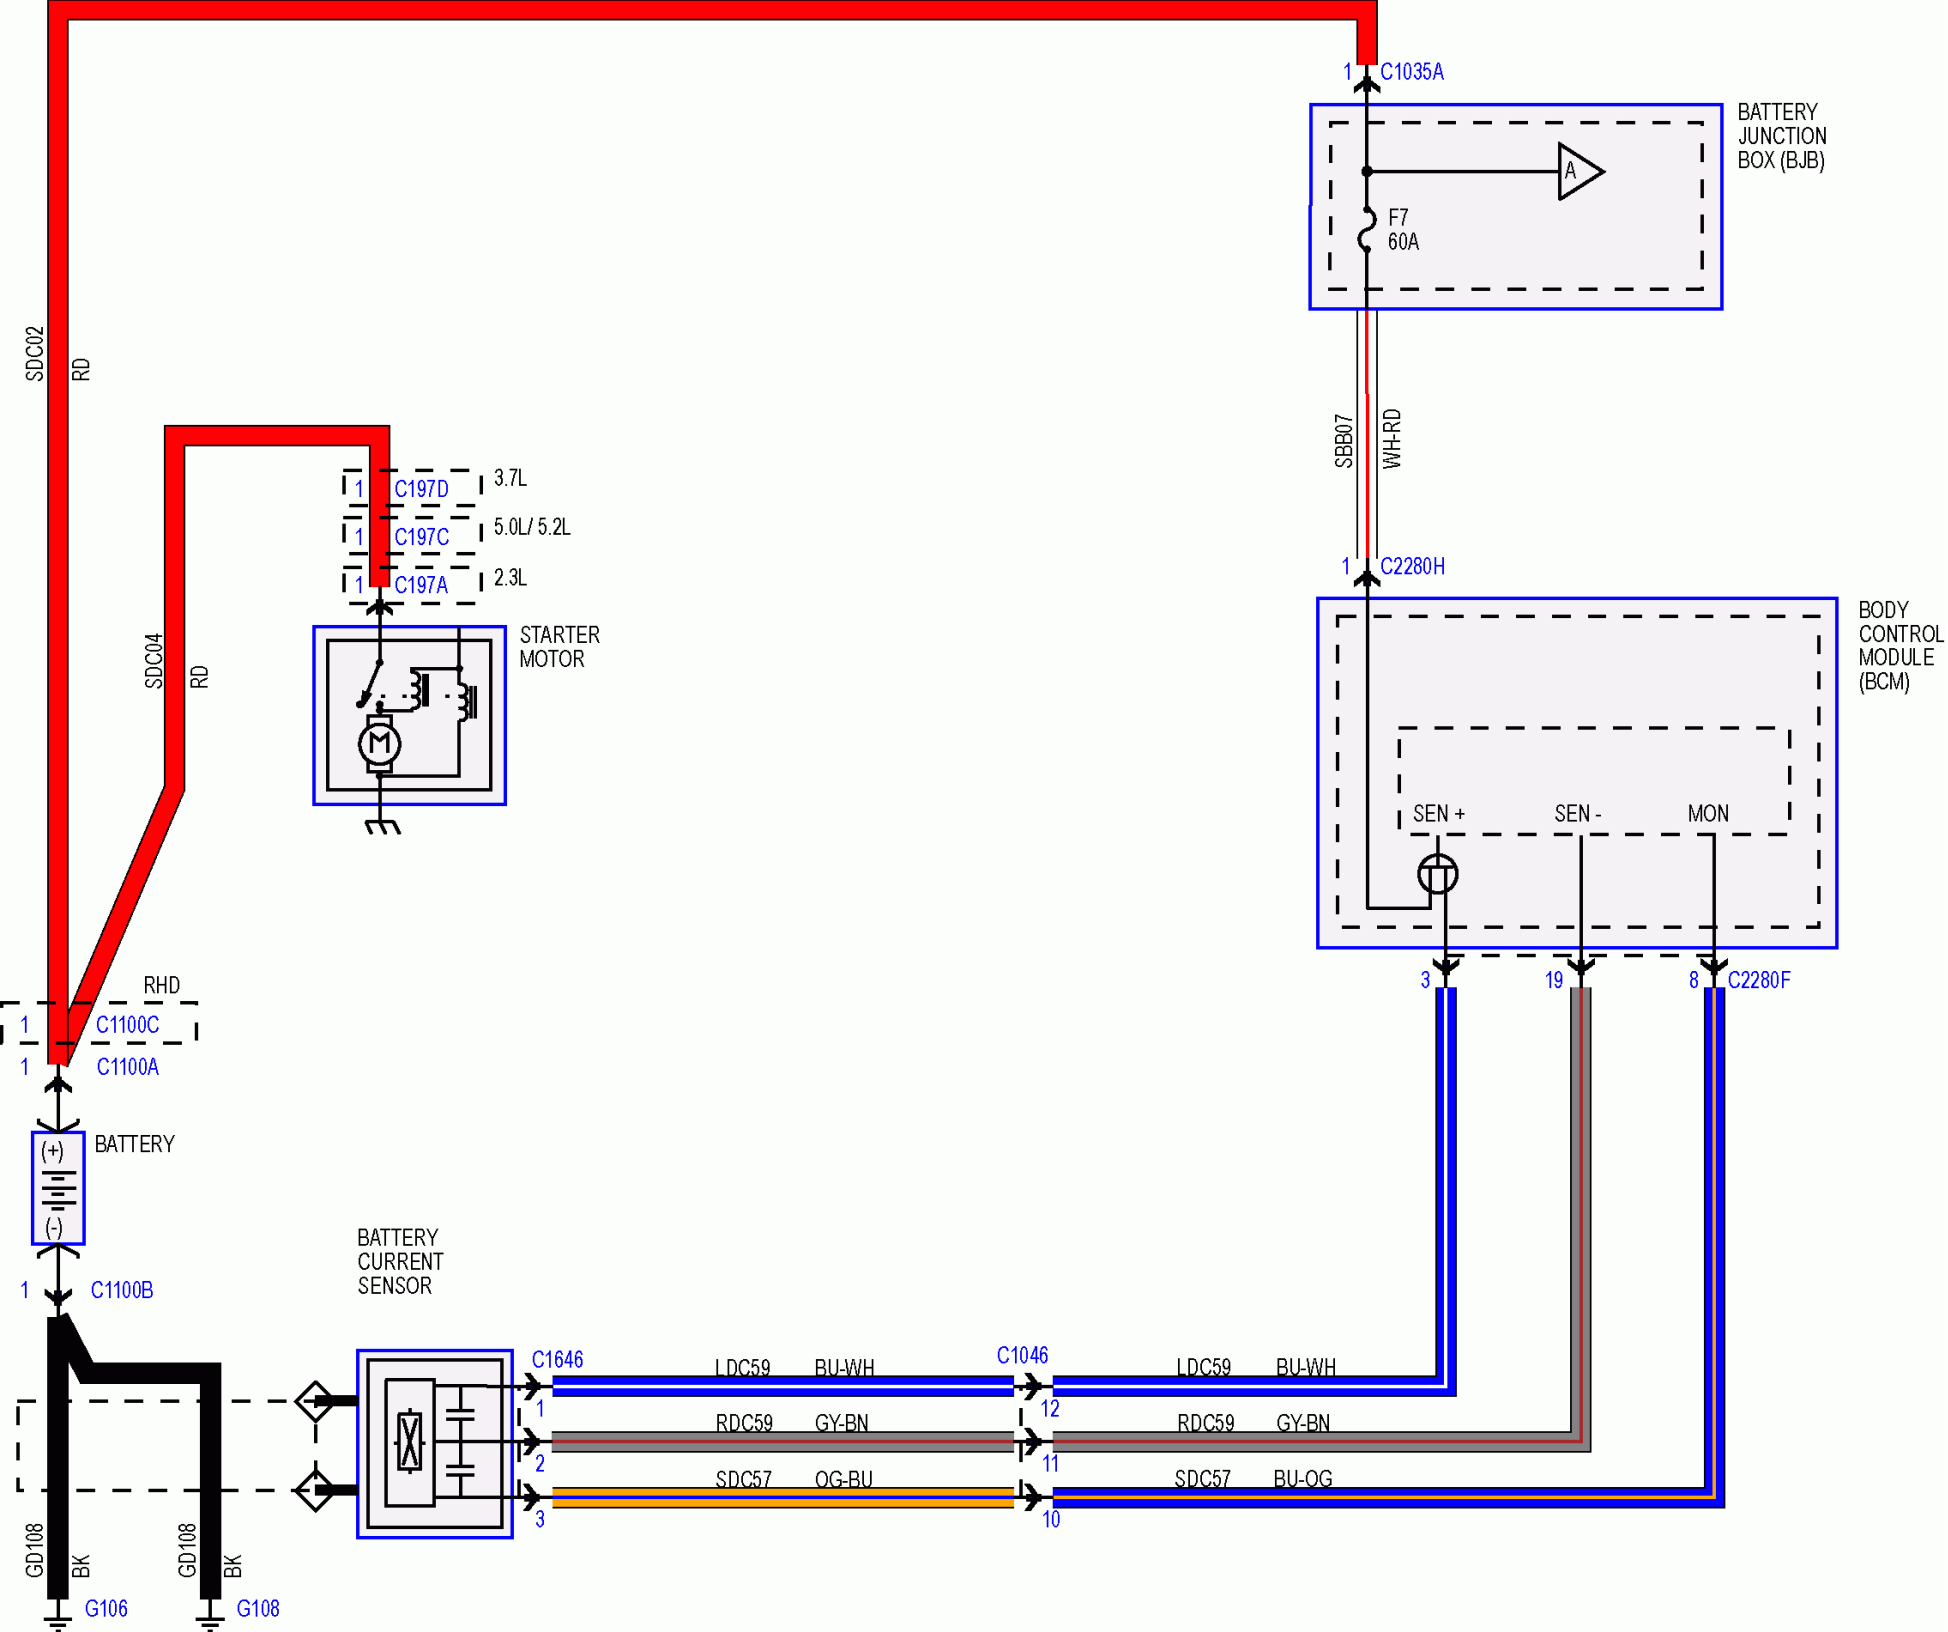 1 C1035A
BATTERY
JUNCTION
BOX (BJB)
A
F7
60A
SDC02
RD
SBB07
WH-RD
1 C197D
3.7L
1 C197C
5.0L/ 5.2L
1 C197A
2.3L
1 C2280H
STARTER
MOTOR
M
BODY
CONTROL
MODULE
(BCM)
SDC04
RD
SEN +
SEN -
MON
3
19
8
C2280F
RHD
1 C1100C
1 C1100A
BATTERY
(+)
(-)
1 C1100B
BATTERY
CURRENT
SENSOR
C1646
LDC59 BU-WH
C1046
LDC59 BU-WH
1
12
RDC59 GY-BN
RDC59 GY-BN
2
11
SDC57 OG-BU
SDC57 BU-OG
3
10
GD108
BK
GD108
BK
G106
G108